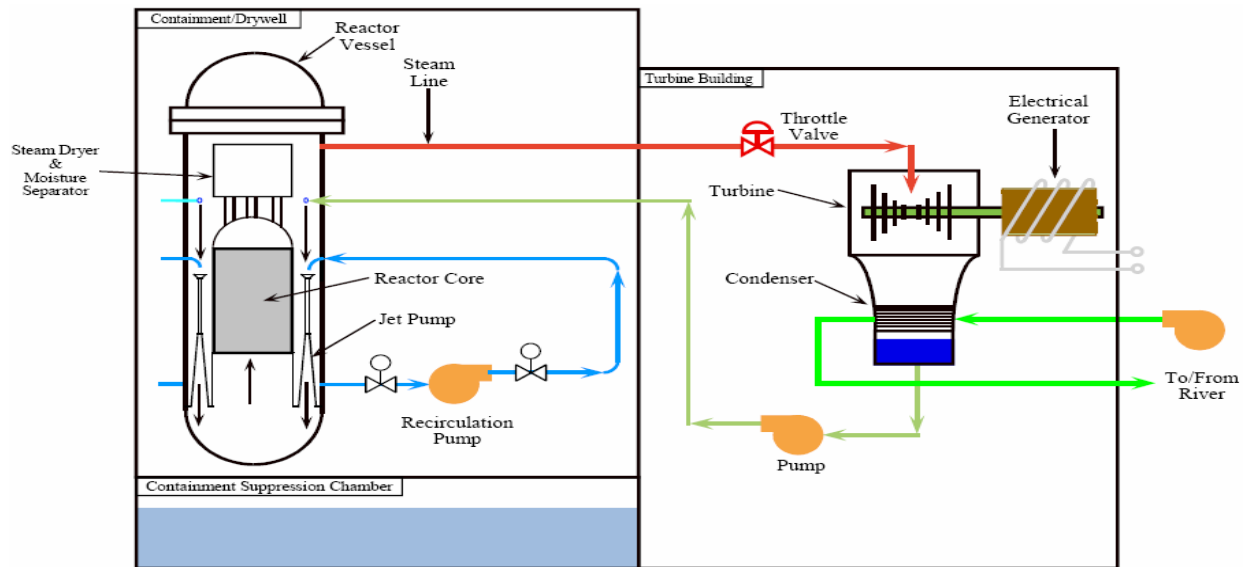 Containment/Drywell
Reactor
Vessel
Steam
Line
Turbine Building
Electrical
Generator
Throttle
Valve
Steam Dryer
&
Moisture
Separator
Turbine
Reactor Core
Condenser
Jet Pump
To/From
River
Recirculation
Pump
Pump
Containment Suppression Chamber